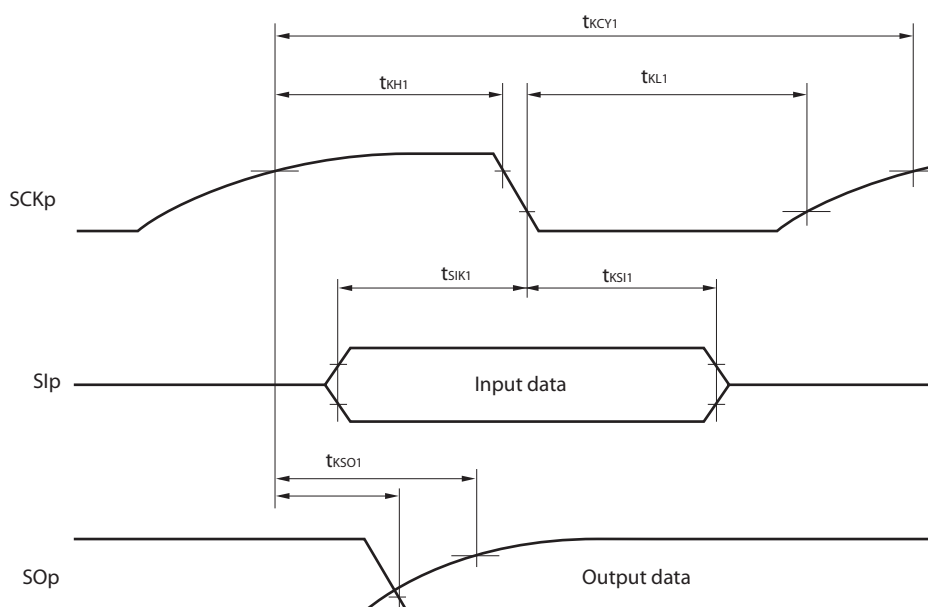 tKCY1
tKH1
tKL1
SCKp
tSIK1
tKSI1
SIp
Input data
tKSO1
SOp
Output data